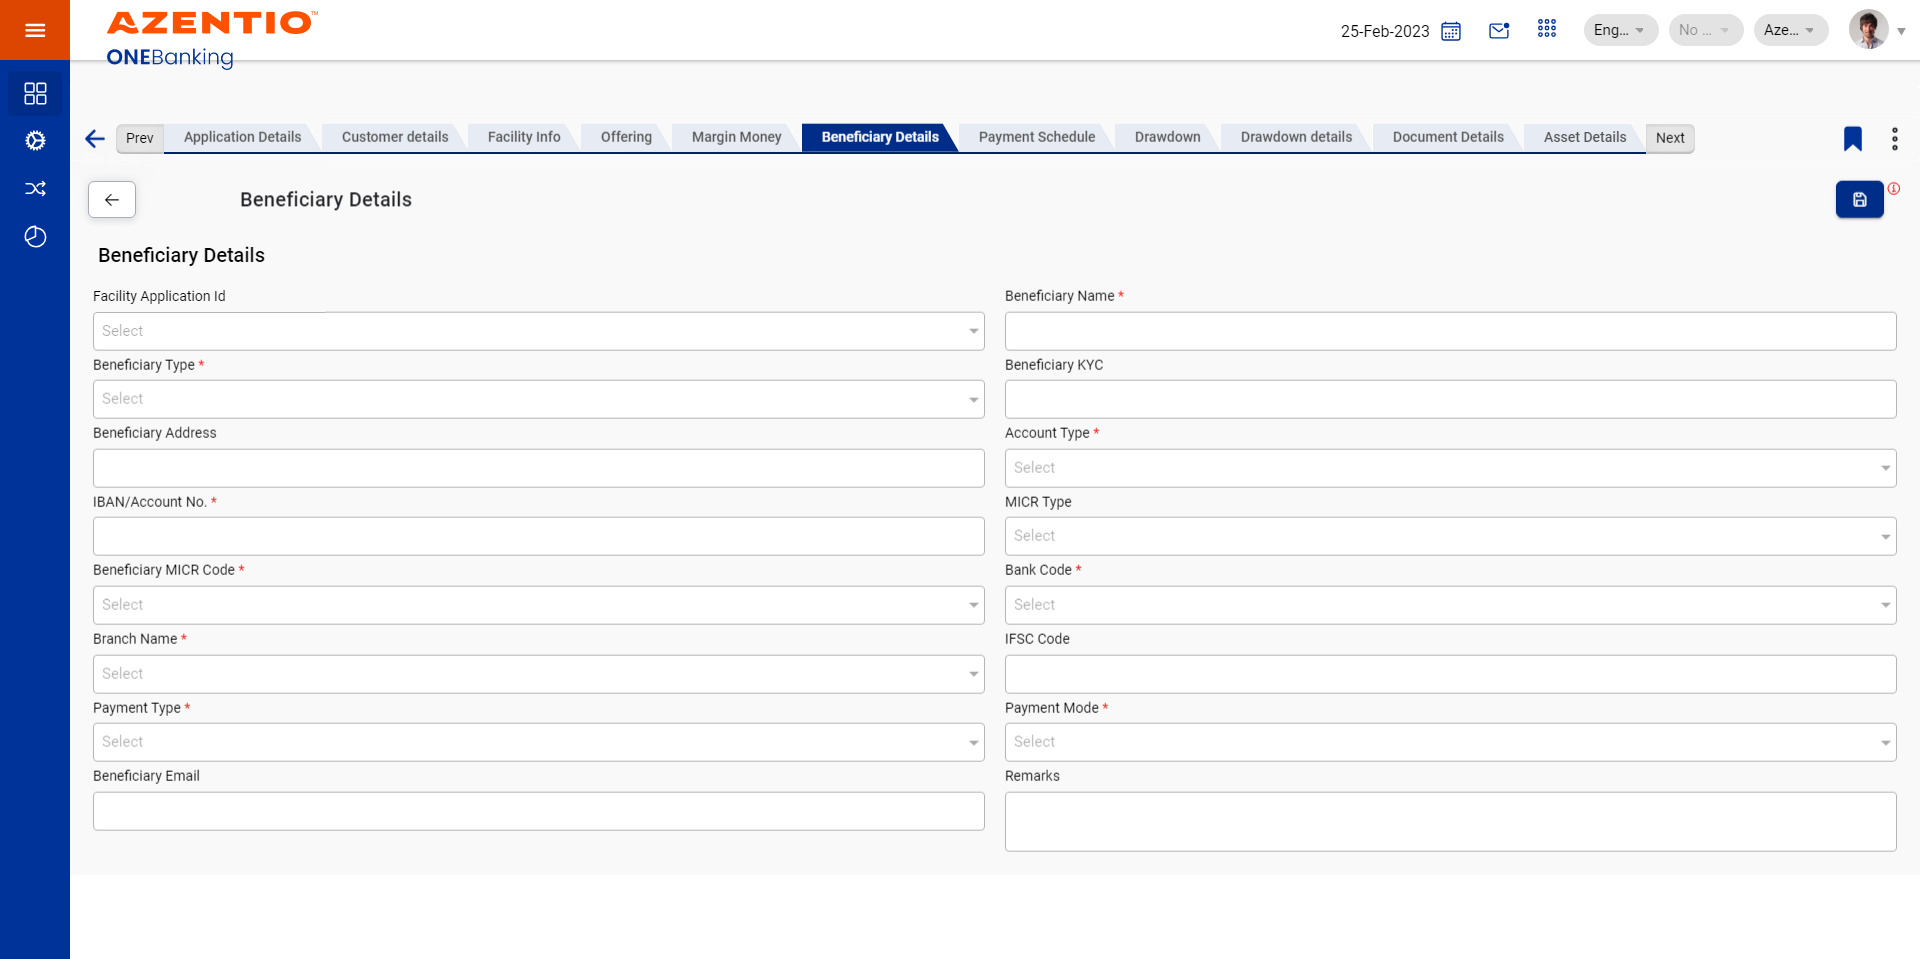 AZENTIO™
ONEBanking
25-Feb-2023
Eng...
No ...
Aze...
Prev
Application Details
Customer details
Facility Info
Offering
Margin Money
Beneficiary Details
Payment Schedule
Drawdown
Drawdown details
Document Details
Asset Details
Next
Beneficiary Details
Beneficiary Details
Facility Application Id
Select
Beneficiary Name *
Beneficiary Type *
Select
Beneficiary KYC
Beneficiary Address
Account Type *
Select
IBAN/Account No. *
MICR Type
Select
Beneficiary MICR Code *
Select
Bank Code *
Select
Branch Name *
Select
IFSC Code
Payment Type *
Select
Payment Mode *
Select
Beneficiary Email
Remarks